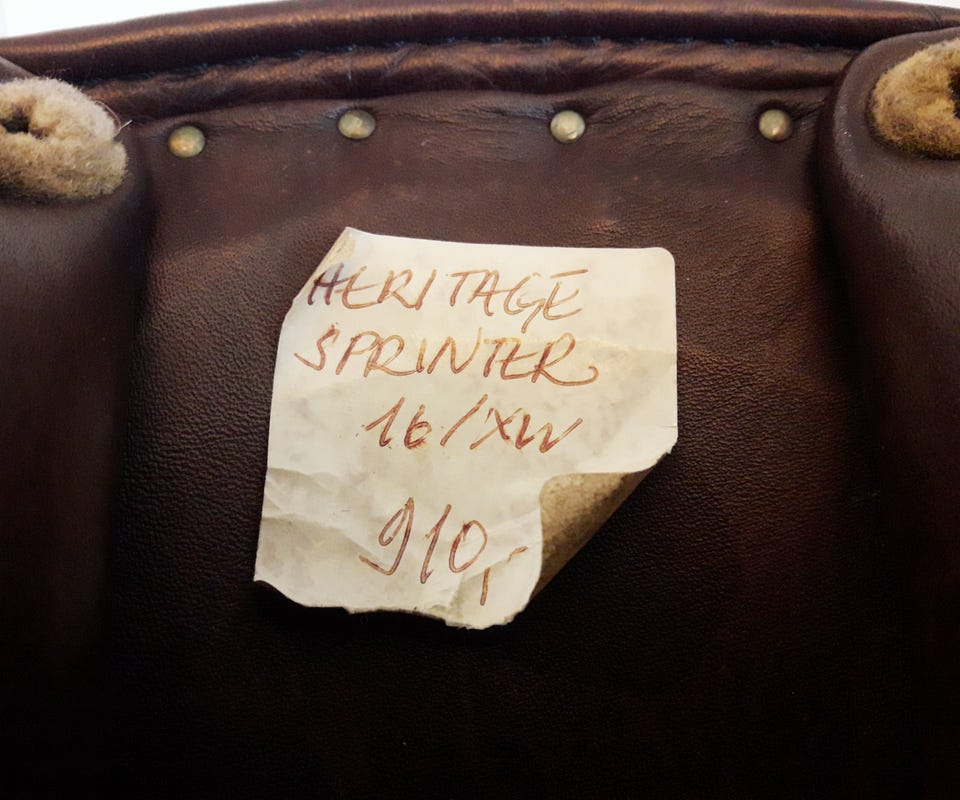 HERITAGE
SPRINTER
16/XW
910,-